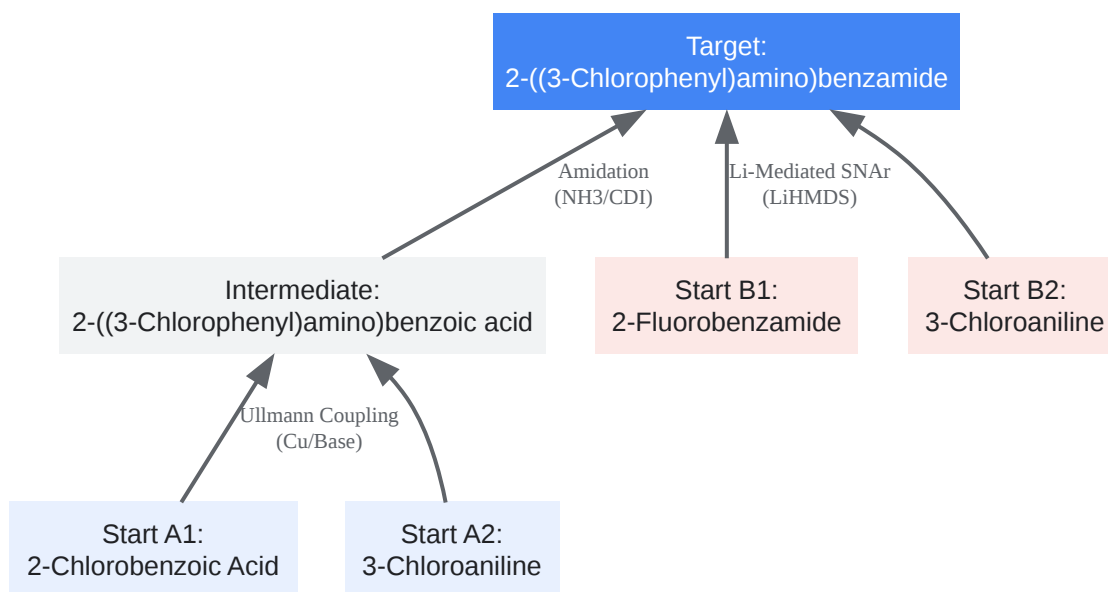 Target:
2-((3-Chlorophenyl)amino)benzamide
Amidation
(NH3/CDI)
Li-Mediated SNAr
(LiHMDS)
Intermediate:
2-((3-Chlorophenyl)amino)benzoic acid
Start B1:
2-Fluorobenzamide
Start B2:
3-Chloroaniline
Ullmann Coupling
(Cu/Base)
Start A1:
2-Chlorobenzoic Acid
Start A2:
3-Chloroaniline